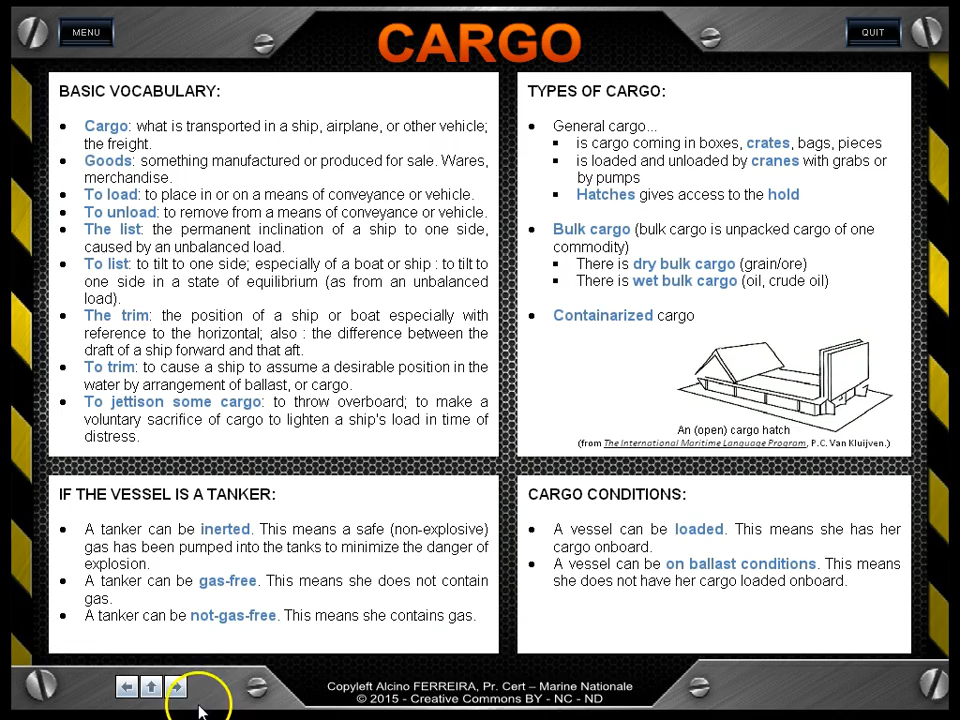 MENU
CARGO
QUIT
BASIC VOCABULARY:
• Cargo: what is transported in a ship, airplane, or other vehicle;
the freight.
• Goods: something manufactured or produced for sale. Wares,
merchandise.
• To load: to place in or on a means of conveyance or vehicle.
• To unload: to remove from a means of conveyance or vehicle.
• The list: the permanent inclination of a ship to one side,
caused by an unbalanced load.
• To list: to tilt to one side; especially of a boat or ship : to tilt to
one side in a state of equilibrium (as from an unbalanced
load).
• The trim: the position of a ship or boat especially with
reference to the horizontal; also : the difference between the
draft of a ship forward and that aft.
• To trim: to cause a ship to assume a desirable position in the
water by arrangement of ballast, or cargo.
• To jettison some cargo: to throw overboard; to make a
voluntary sacrifice of cargo to lighten a ship's load in time of
distress.
TYPES OF CARGO:
• General cargo...
▪ is cargo coming in boxes, crates, bags, pieces
▪ is loaded and unloaded by cranes with grabs or
by pumps
▪ Hatches gives access to the hold
• Bulk cargo (bulk cargo is unpacked cargo of one
commodity)
▪ There is dry bulk cargo (grain/ore)
▪ There is wet bulk cargo (oil, crude oil)
• Containarized cargo
An (open) cargo hatch
(from The International Maritime Language Program, P.C. Van Kluijven.)
IF THE VESSEL IS A TANKER:
• A tanker can be inerted. This means a safe (non-explosive)
gas has been pumped into the tanks to minimize the danger of
explosion.
• A tanker can be gas-free. This means she does not contain
gas.
• A tanker can be not-gas-free. This means she contains gas.
CARGO CONDITIONS:
• A vessel can be loaded. This means she has her
cargo onboard.
• A vessel can be on ballast conditions. This means
she does not have her cargo loaded onboard.
Copyleft Alcino FERREIRA, Pr. Cert – Marine Nationale
© 2015 - Creative Commons BY - NC - ND